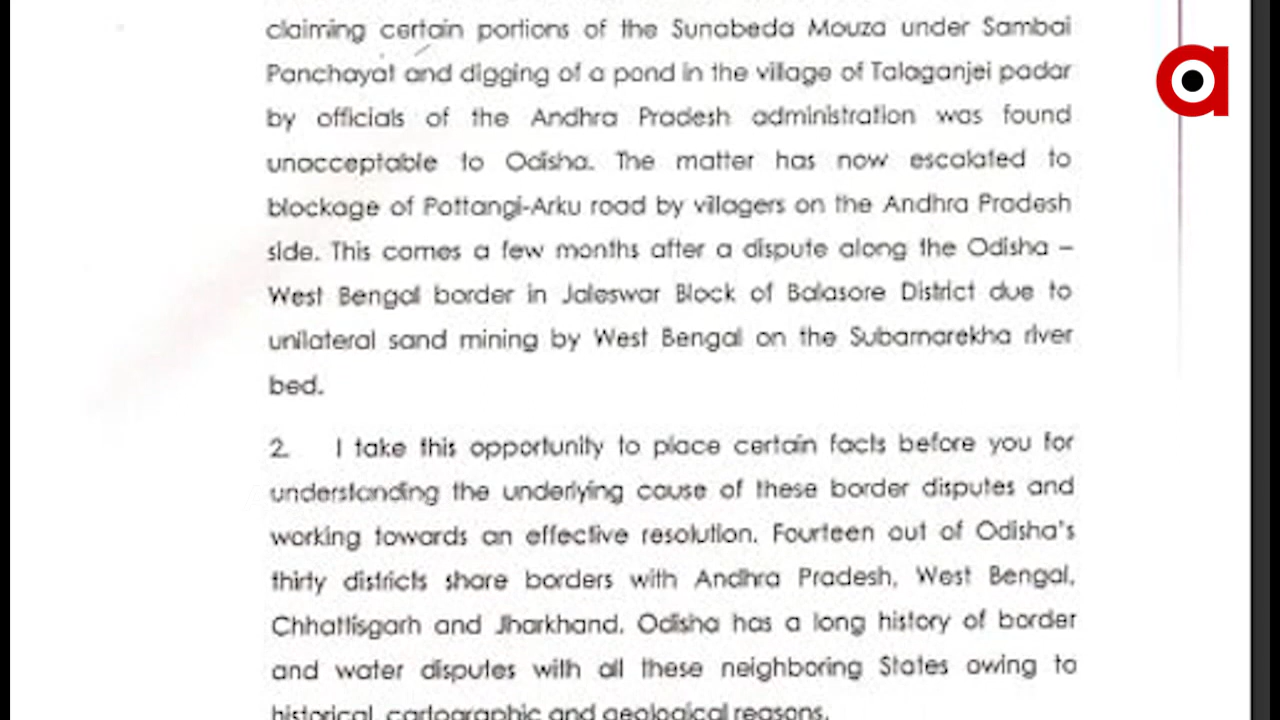 claiming certain portions of the Sunabeda Mouza under Sambai
Panchayat and digging of a pond in the village of Talaganjei padar
by officials of the Andhra Pradesh administration was found
unacceptable to Odisha. The matter has now escalated to
blockage of Pottangi-Arku road by villagers on the Andhra Pradesh
side. This comes a few months after a dispute along the Odisha –
West Bengal border in Jaleswar Block of Balasore District due to
unilateral sand mining by West Bengal on the Subarnarekha river
bed.
2. I take this opportunity to place certain facts before you for
understanding the underlying cause of these border disputes and
working towards an effective resolution. Fourteen out of Odisha's
thirty districts share borders with Andhra Pradesh, West Bengal,
Chhattisgarh and Jharkhand. Odisha has a long history of border
and water disputes with all these neighboring States owing to
historical, cartographic and geological reasons.
a